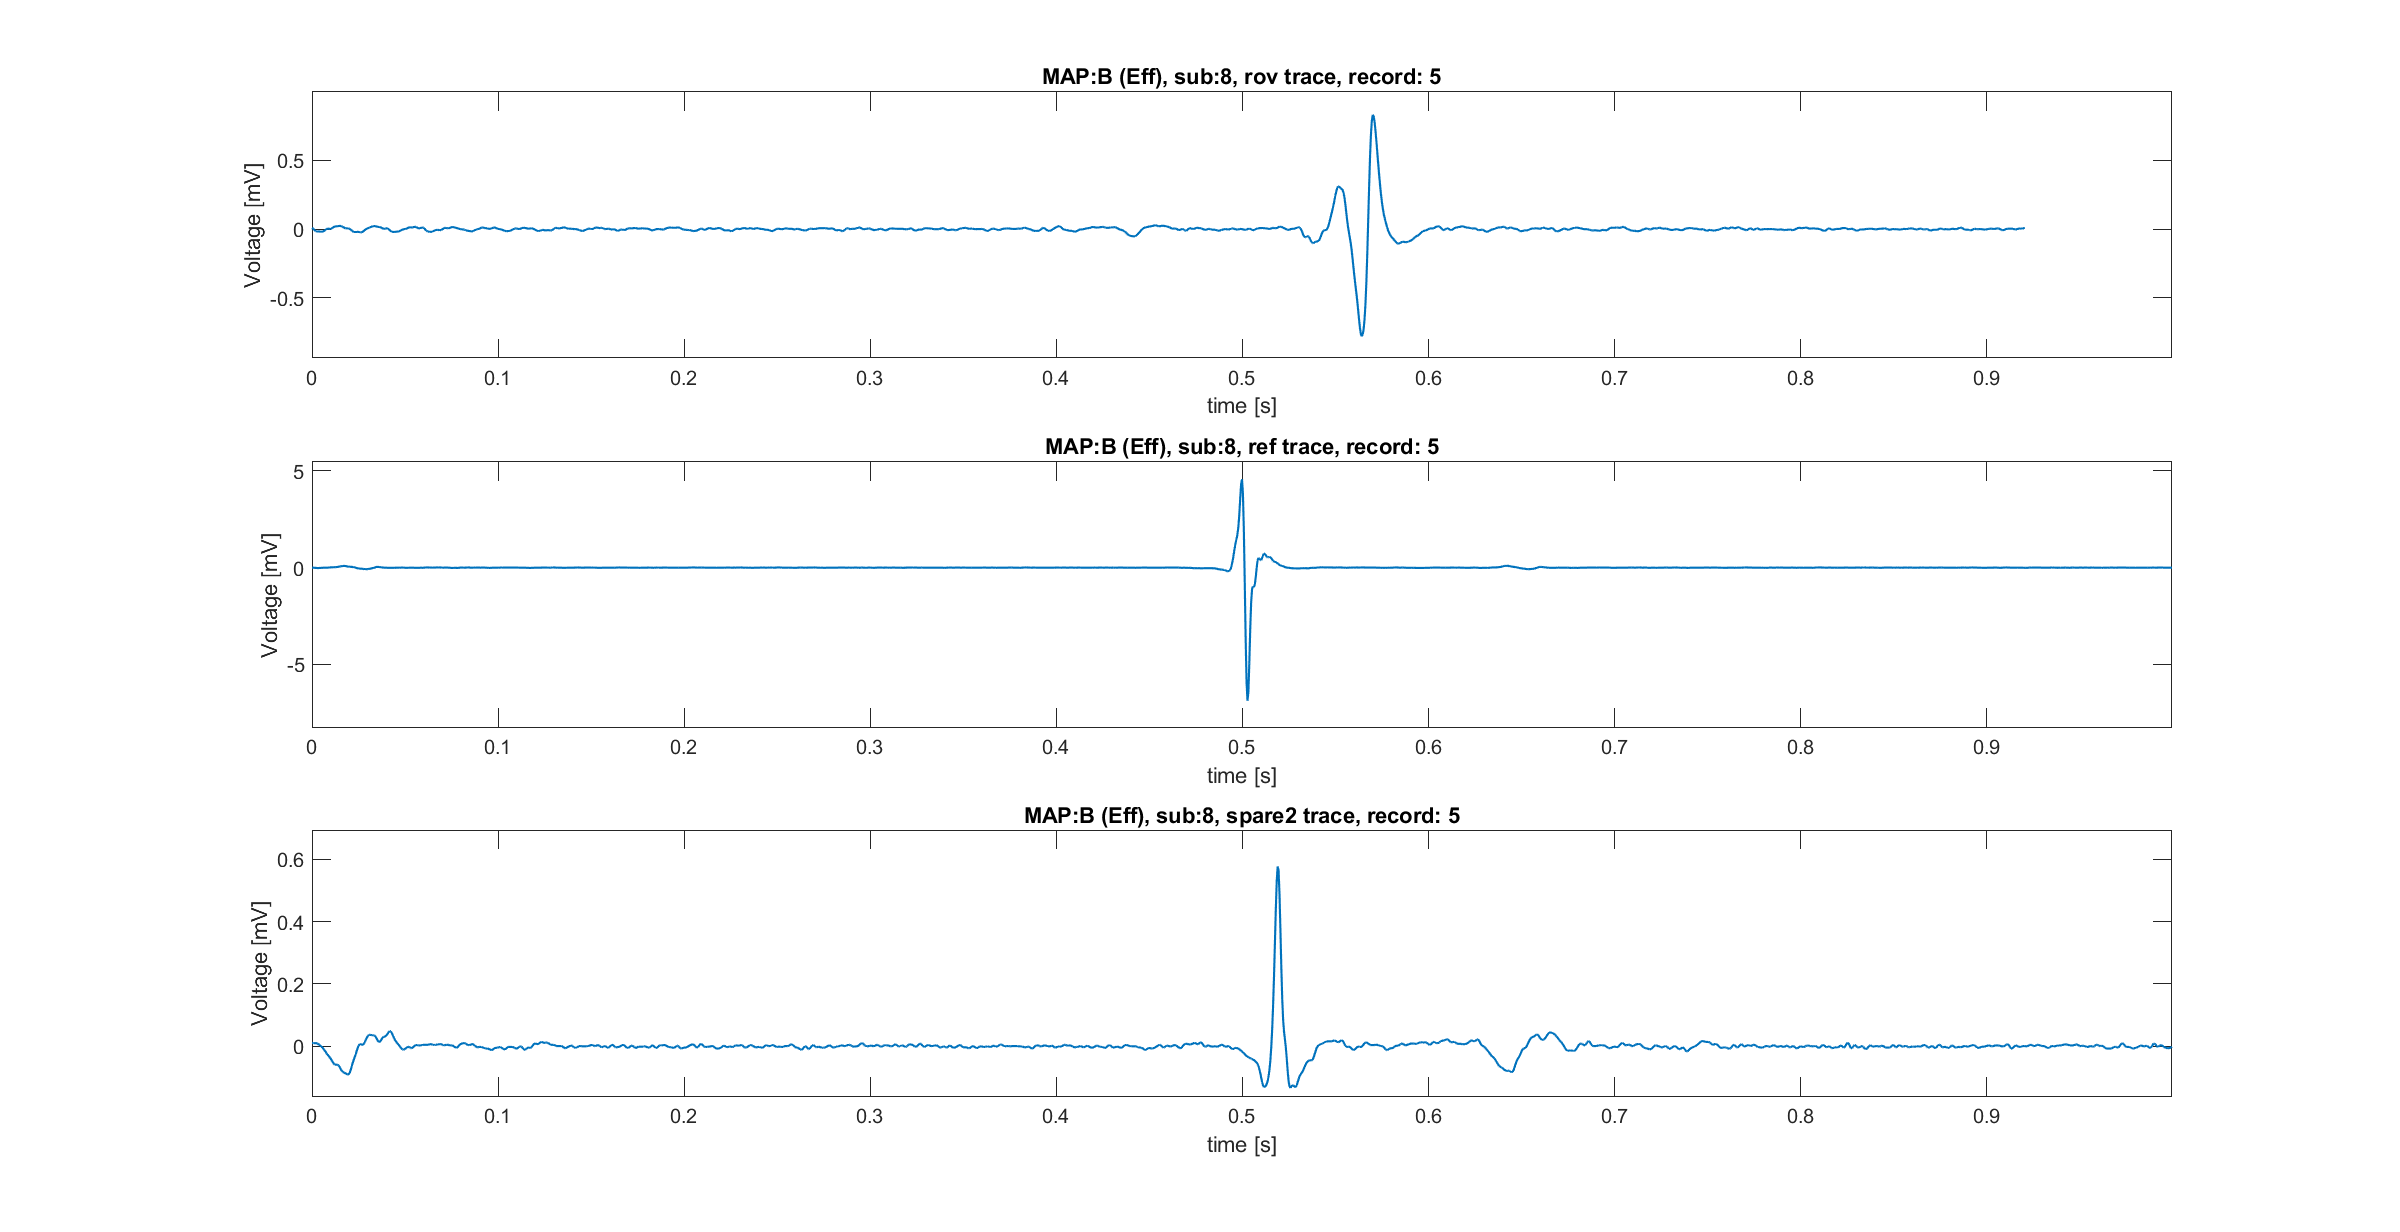 MAP:B (Eff), sub:8, rov trace, record: 5
Voltage [mV]
0.5
0
-0.5
0 0.1 0.2 0.3 0.4 0.5 0.6 0.7 0.8 0.9
time [s]
MAP:B (Eff), sub:8, ref trace, record: 5
Voltage [mV]
5
0
-5
0 0.1 0.2 0.3 0.4 0.5 0.6 0.7 0.8 0.9
time [s]
MAP:B (Eff), sub:8, spare2 trace, record: 5
Voltage [mV]
0.6
0.4
0.2
0
0 0.1 0.2 0.3 0.4 0.5 0.6 0.7 0.8 0.9
time [s]